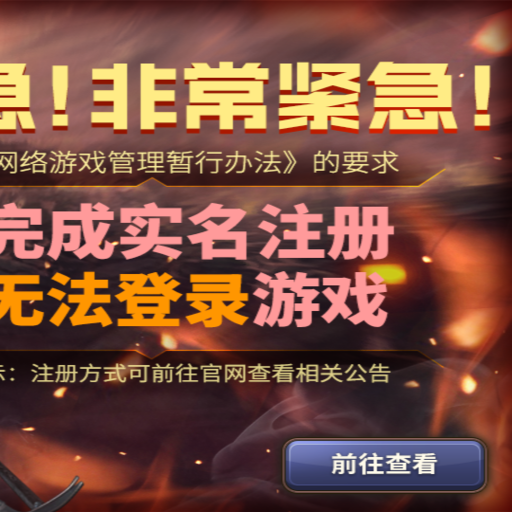 急!非常紧急!
网络游戏管理暂行办法》的要求
完成实名注册
无法登录游戏
示：注册方式可前往官网查看相关公告
前往查看